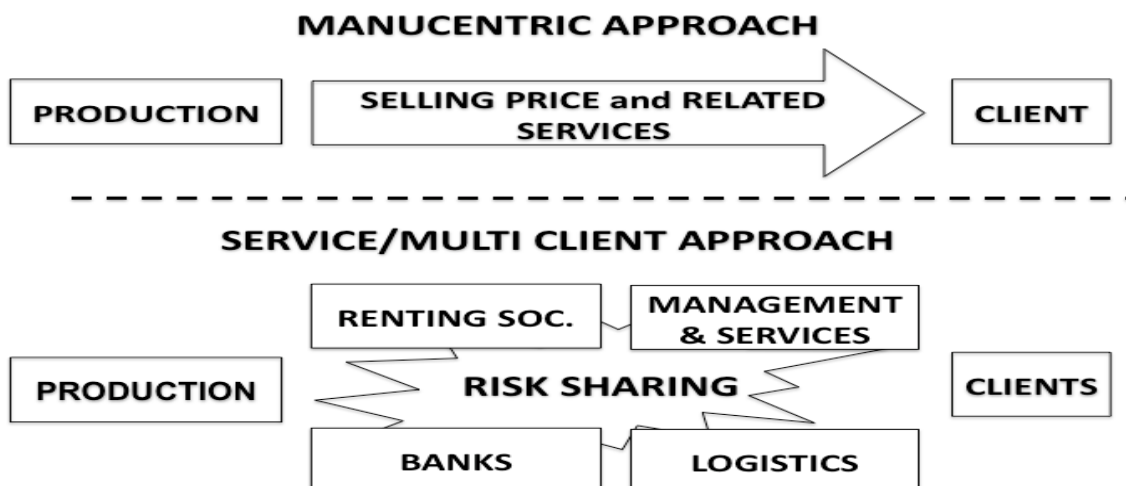 MANUCENTRIC APPROACH
PRODUCTION
SELLING PRICE and RELATED
SERVICES
CLIENT
SERVICE/MULTI CLIENT APPROACH
RENTING SOC.
MANAGEMENT
& SERVICES
PRODUCTION
RISK SHARING
CLIENTS
BANKS
LOGISTICS